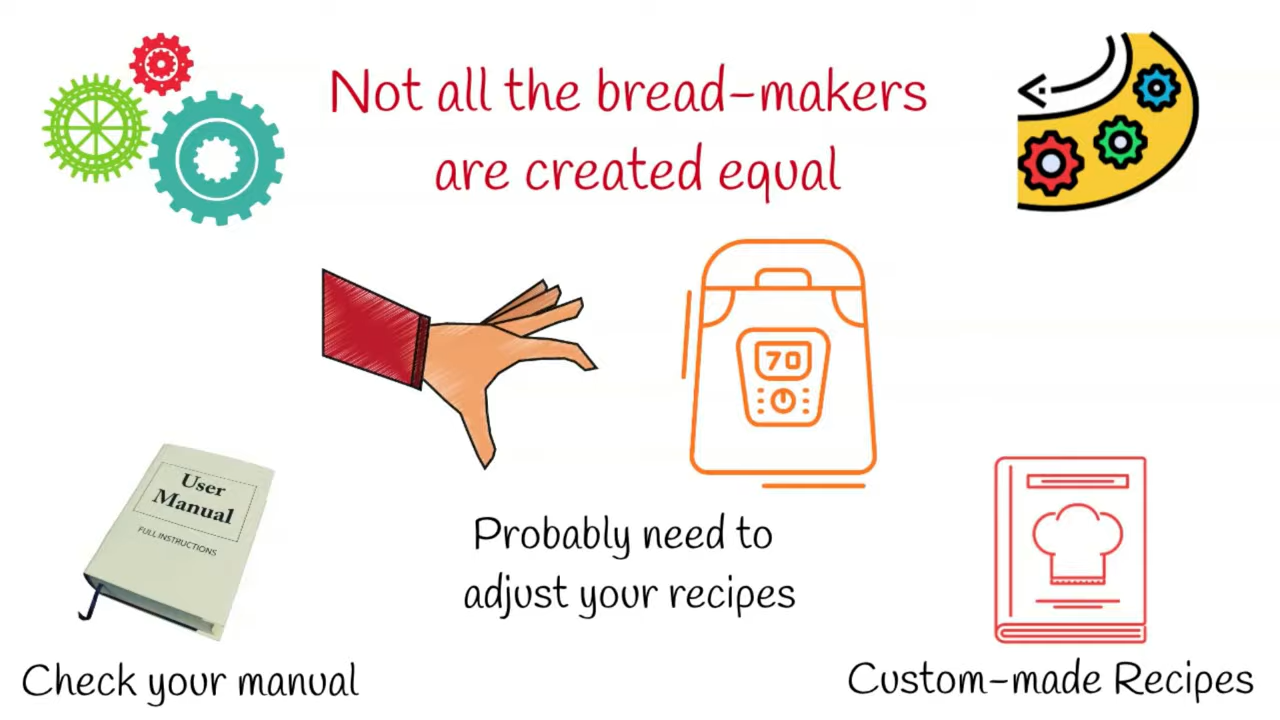 Not all the bread-makers
are created equal
70
User
Manual
FULL INSTRUCTIONS
Probably need to
adjust your recipes
Check your manual
Custom-made Recipes